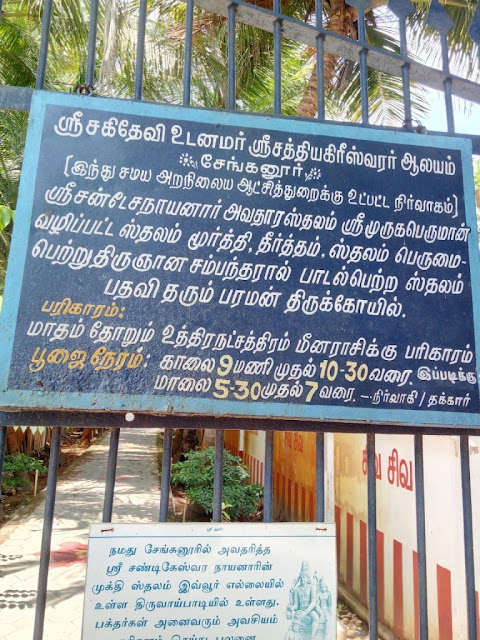 ஸ்ரீசகிதேவி உடனமர் ஸ்ரீசத்தியகிரீஸ்வரர் ஆலயம்
சேங்கனூர்
[இந்து சமய அறநிலைய ஆட்சித்துறைக்கு உட்பட்ட நிர்வாகம்]
ஸ்ரீசண்டிசநாயனார் அவதாரஸ்தலம் ஸ்ரீமுருகபெருமான்
வழிப்பட்ட ஸ்தலம் மூர்த்தி, தீர்த்தம், ஸ்தலம் பெருமை-
பெற்றுதிருஞான சம்பந்தரால் பாடல்பெற்ற ஸ்தலம்
பதவி தரும் பரமன் திருக்கோயில்.
பரிகாரம்:
மாதம் தோறும் உத்திரநட்சத்திரம் மீனராசிக்கு பரிகாரம்
பூஜைநேரம்: காலை 9 மணி முதல் 10-30 வரை. இப்படிக்கு
மாலை 5-30 முதல் 7 வரை. -நிர்வாகி / தக்கார்
சிவ சிவ
நமது சேங்கனூரில் அவதரித்த
ஸ்ரீ சண்டிகேஸ்வர நாயனாரின்
முக்தி ஸ்தலம் இவ்வூர் எல்லையில்
உள்ள திருவாய்பாடியில் உள்ளது.
பக்தர்கள் அனைவரும் அவசியம்